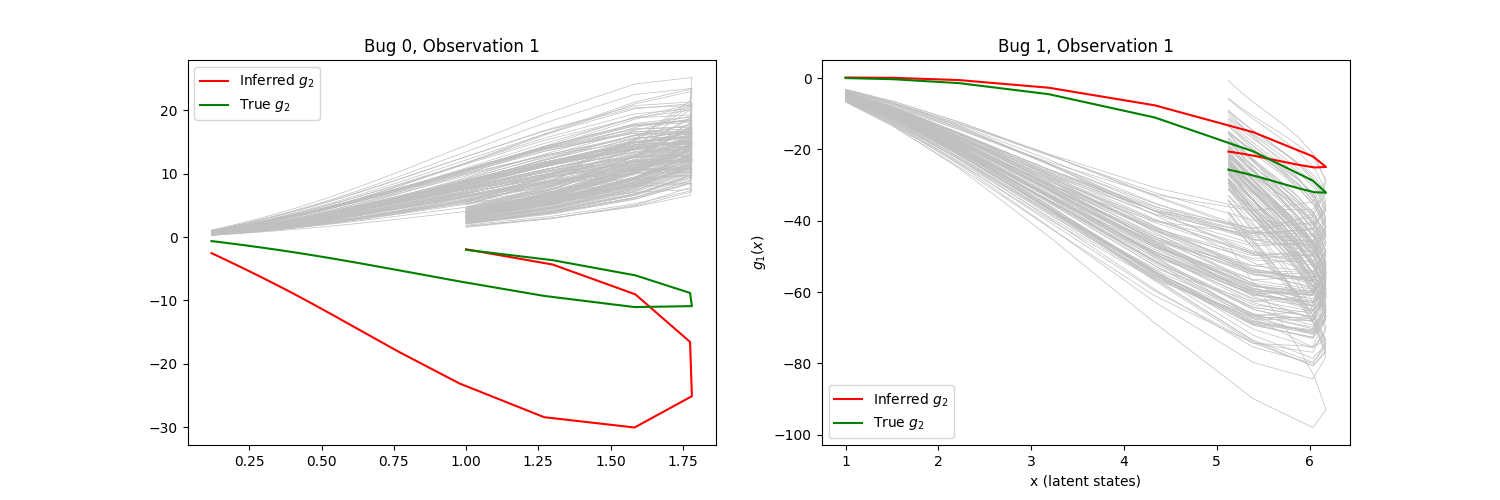 Bug 0, Observation 1
Inferred g₂
True g₂
20
10
0
−10
−20
−30
0.25 0.50 0.75 1.00 1.25 1.50 1.75
Bug 1, Observation 1
g₁(x)
0
−20
−40
−60
−80
−100
Inferred g₂
True g₂
1 2 3 4 5 6
x (latent states)